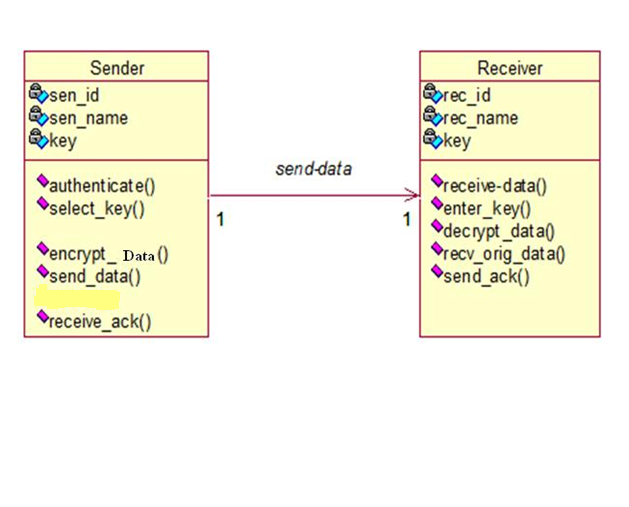 Sender
sen_id
sen_name
key
authenticate()
select_key()
encrypt_ Data ()
send_data()
receive_ack()
send-data
1
1
Receiver
rec_id
rec_name
key
receive-data()
enter_key()
decrypt_data()
recv_orig_data()
send_ack()